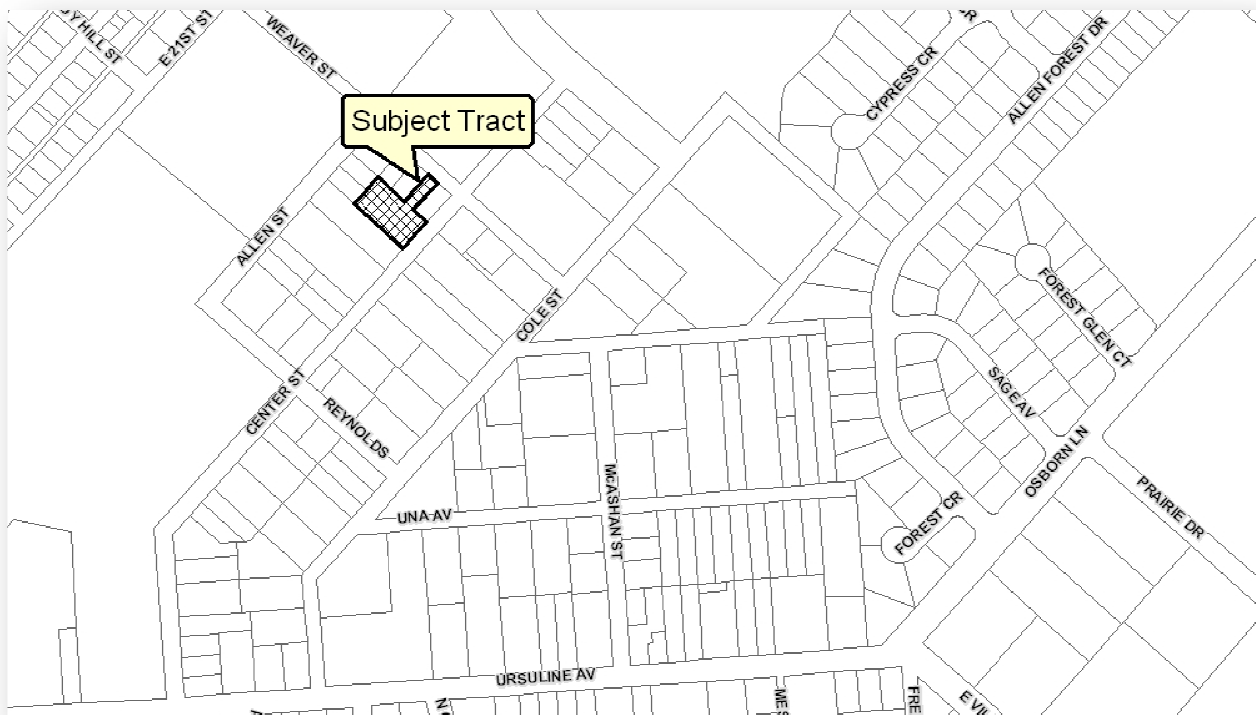 E 21ST ST
WEAVER ST
CYPRESS CR
ALLEN FOREST DR
Subject Tract
ALLEN ST
FOREST GLEN CT
COLE ST
SAGE AV
CENTER ST
REYNOLDS
OSBORN LN
McASHAN ST
PRAIRIE DR
UNA AV
FOREST CR
URSULINE AV